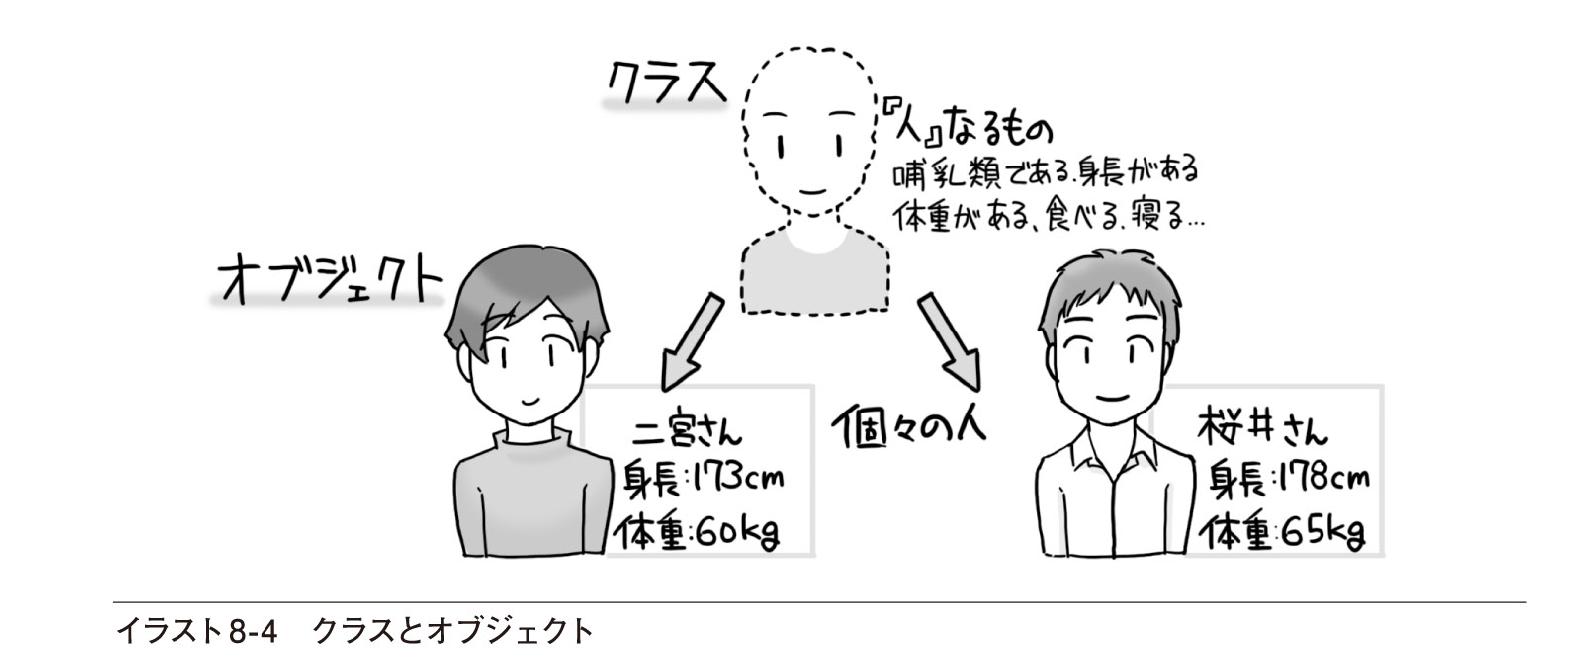 クラス
『人』なるもの
哺乳類である、身長がある
体重がある、食べる、寝る…
オブジェクト
二宮さん
身長:173cm
体重:60kg
個々の人
桜井さん
身長:178cm
体重:65kg
イラスト8-4　クラスとオブジェクト